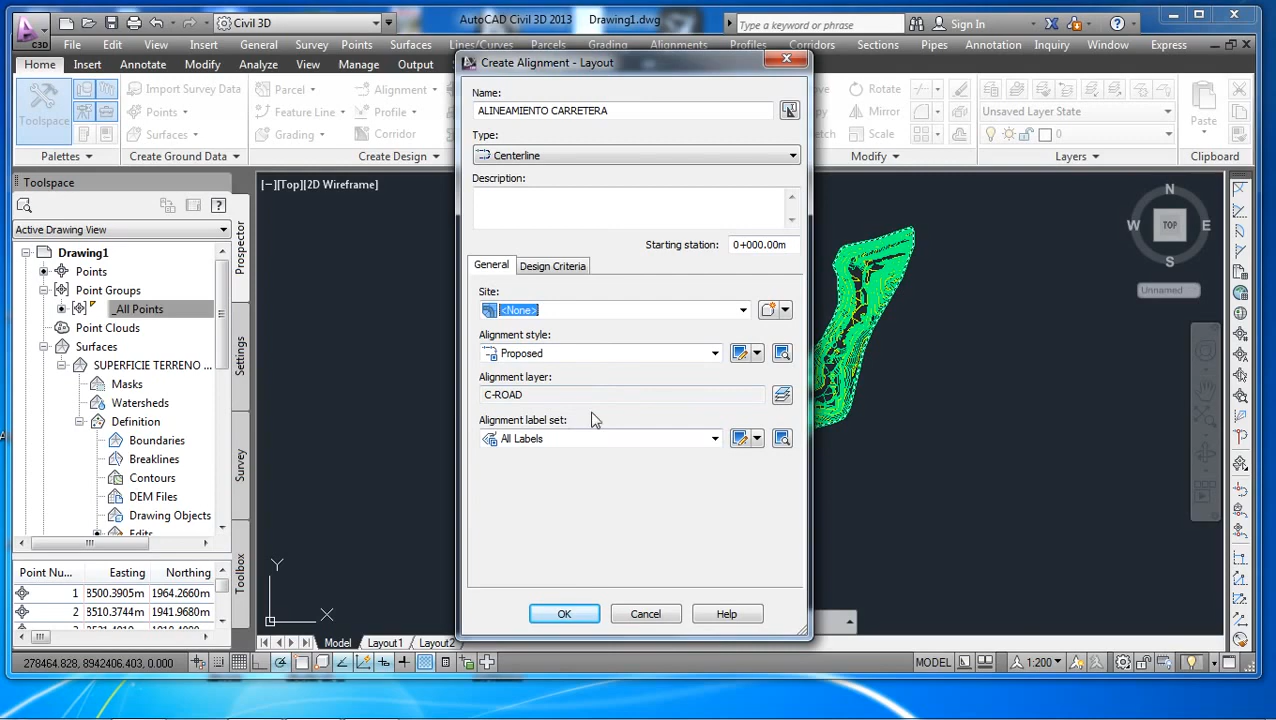 Civil 3D
AutoCAD Civil 3D 2013 Drawing1.dwg
Type a keyword or phrase
Sign In
C3D
File Edit View Insert General Survey Points Surfaces Lines/Curves Parcels Grading Alignments Profiles Corridors Sections Pipes Annotation Inquiry Window Express
Home Insert Annotate Modify Analyze View Manage Output
Toolspace
Import Survey Data
Points
Surfaces
Parcel
Feature Line
Grading
Alignment
Profile
Corridor
Rotate
Mirror
Scale
Unsaved Layer State
0
Paste
Palettes
Create Ground Data
Create Design
Modify
Layers
Clipboard
Toolspace
Active Drawing View
Drawing1
Points
Point Groups
_All Points
Point Clouds
Surfaces
SUPERFICIE TERRENO ...
Masks
Watersheds
Definition
Boundaries
Breaklines
Contours
DEM Files
Drawing Objects
Edits
Prospector
Settings
Survey
Toolbox
Point Nu... Easting Northing
1 8500.3905m 1964.2660m
2 8510.3744m 1941.9680m
[−][Top][2D Wireframe]
Create Alignment - Layout
Name:
ALINEAMIENTO CARRETERA
Type:
Centerline
Description:
Starting station: 0+000.00m
General Design Criteria
Site:
<None>
Alignment style:
Proposed
Alignment layer:
C-ROAD
Alignment label set:
All Labels
OK Cancel Help
N
W TOP E
S
Unnamed
Y
X
Model Layout1 Layout2
278464.828, 8942406.403, 0.000
MODEL
1:200